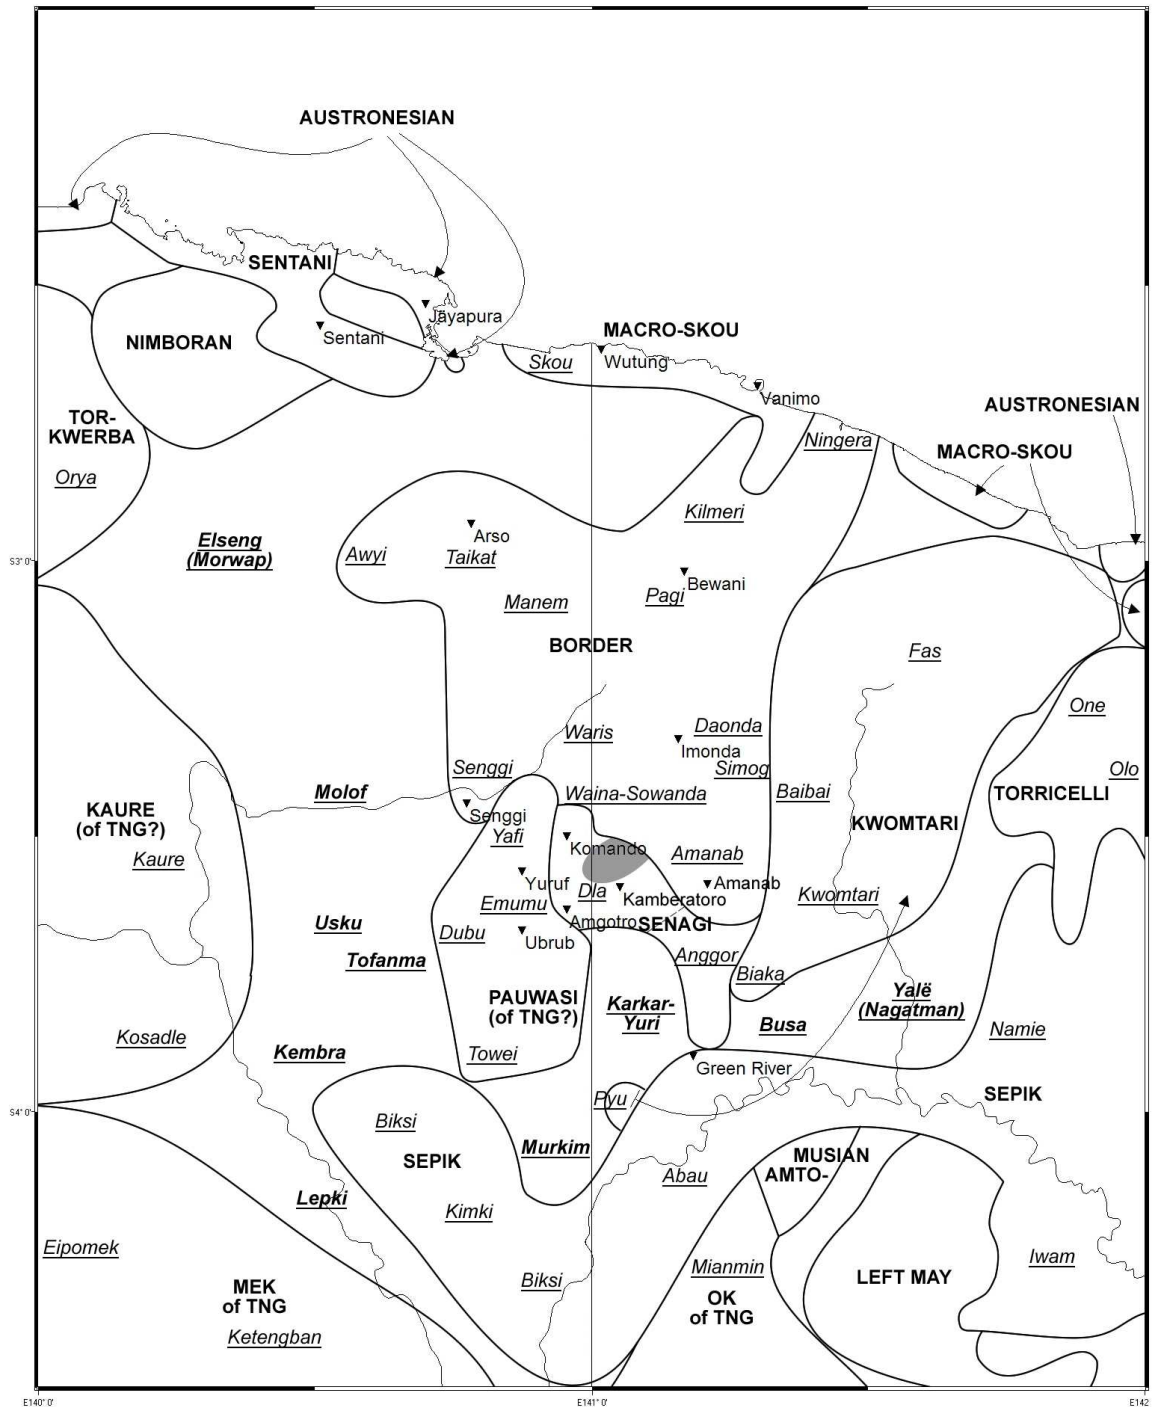 AUSTRONESIAN
SENTANI
Jayapura
NIMBORAN
Sentani
MACRO-SKOU
Skou
Wutung
Vanimo
AUSTRONESIAN
TOR-
KWERBA
Ningera
MACRO-SKOU
Orya
Kilmeri
Elseng
(Morwap)
Arso
Awyi
Taikat
S3° 0'
Bewani
Pagi
Manem
BORDER
Fas
One
Daonda
Waris
Imonda
Simog
Senggi
Olo
Molof
Waina-Sowanda
Baibai
TORRICELLI
KAURE
(of TNG?)
Senggi
KWOMTARI
Yafi
Komando
Kaure
Amanab
Yuruf
Dla
Amanab
Kamberatoro
Kwomtari
Emumu
Usku
Amgotro
SENAGI
Dubu
Ubrub
Tofanma
Anggor
Biaka
PAUWASI
(of TNG?)
Karkar-
Yuri
Yalë
(Nagatman)
Busa
Namie
Kosadle
Kembra
Towei
Green River
Pyu
SEPIK
S4° 0'
Biksi
Murkim
SEPIK
MUSIAN
AMTO-
Abau
Lepki
Kimki
Eipomek
Iwam
Mianmin
Biksi
LEFT MAY
MEK
of TNG
OK
of TNG
Ketengban
E140° 0'
E141° 0'
E142